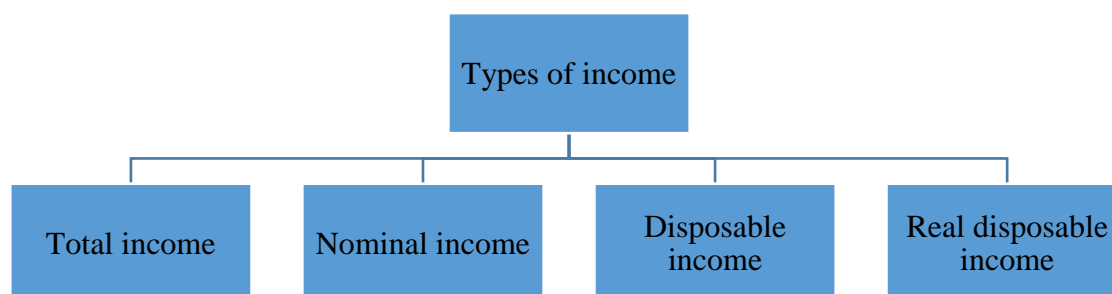 Types of income
Total income
Nominal income
Disposable
income
Real disposable
income